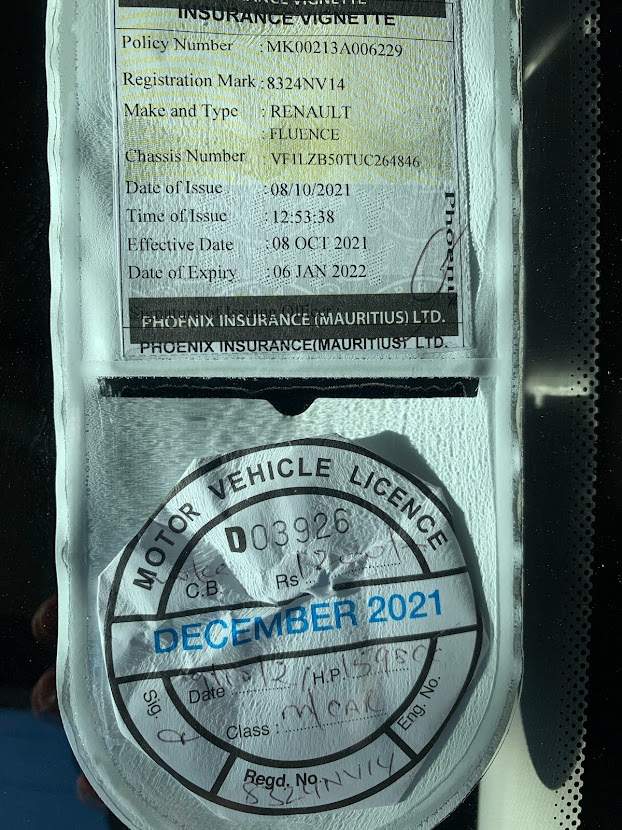 INSURANCE VIGNETTE
Policy Number : MK00213A006229
Registration Mark : 8324NV14
Make and Type : RENAULT
: FLUENCE
Chassis Number : VF1LZB50TUC264846
Date of Issue : 08/10/2021
Time of Issue : 12:53:38
Effective Date : 08 OCT 2021
Date of Expiry : 06 JAN 2022
Phoenix
PHOENIX INSURANCE (MAURITIUS) LTD.
PHOENIX INSURANCE(MAURITIUS) LTD.
MOTOR VEHICLE LICENCE
D03926
C.B. Rs
DECEMBER 2021
Date /H.P.
Sig. Class : M/CAR Eng. No.
Regd. No.
8324NV14